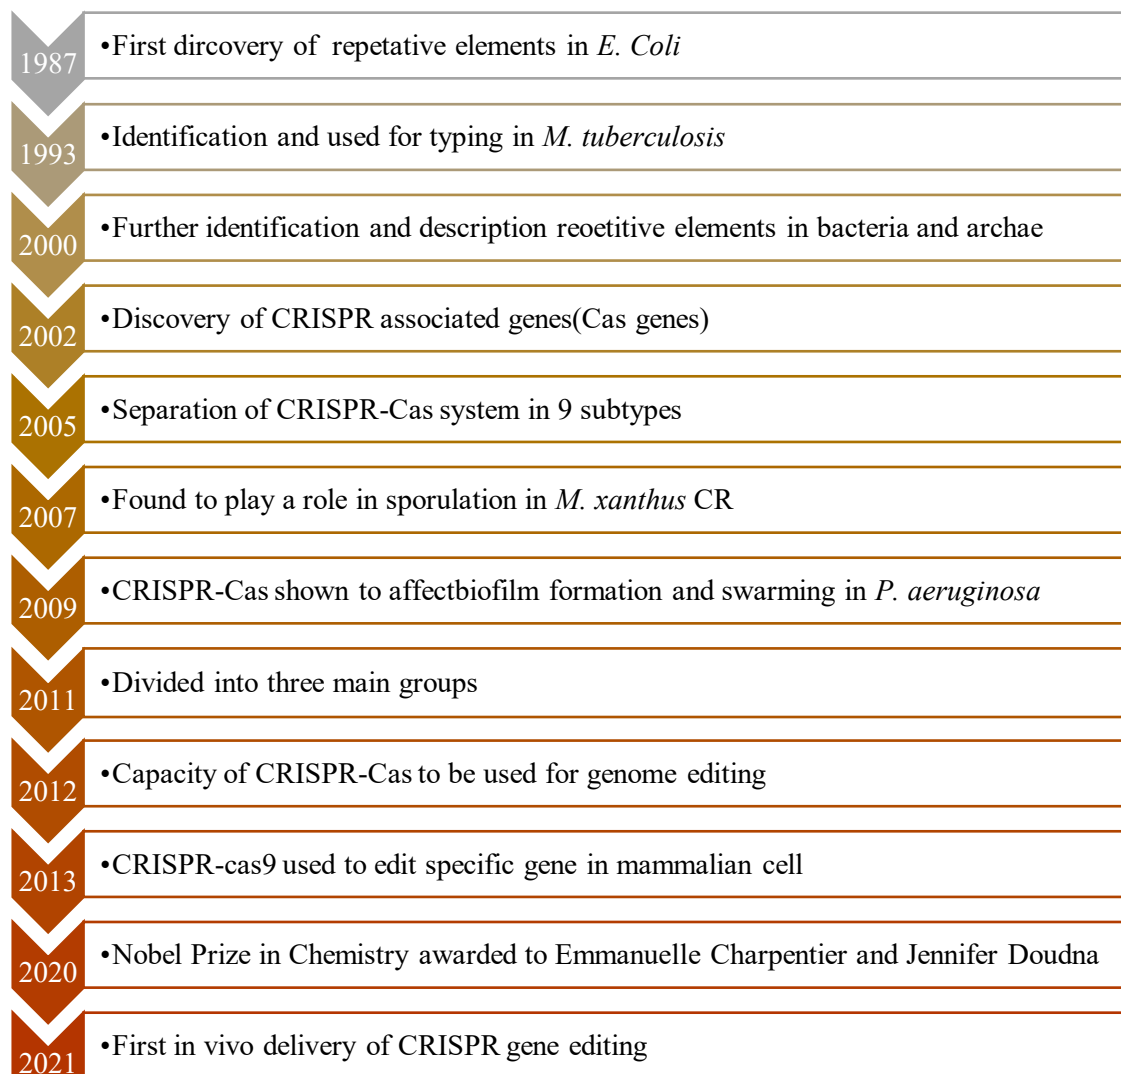 1987
•First dircovery of repetative elements in E. Coli
1993
•Identification and used for typing in M. tuberculosis
2000
•Further identification and description reoetitive elements in bacteria and archae
2002
•Discovery of CRISPR associated genes(Cas genes)
2005
•Separation of CRISPR-Cas system in 9 subtypes
2007
•Found to play a role in sporulation in M. xanthus CR
2009
•CRISPR-Cas shown to affectbiofilm formation and swarming in P. aeruginosa
2011
•Divided into three main groups
2012
•Capacity of CRISPR-Cas to be used for genome editing
2013
•CRISPR-cas9 used to edit specific gene in mammalian cell
2020
•Nobel Prize in Chemistry awarded to Emmanuelle Charpentier and Jennifer Doudna
2021
•First in vivo delivery of CRISPR gene editing